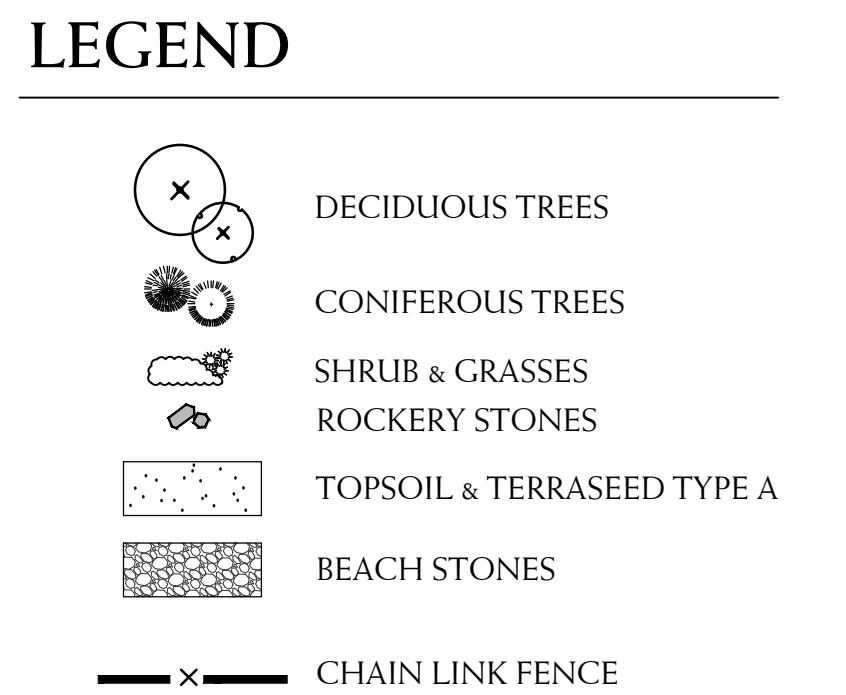 LEGEND
DECIDUOUS TREES
CONIFEROUS TREES
SHRUB & GRASSES
ROCKERY STONES
TOPSOIL & TERRASEED TYPE A
BEACH STONES
CHAIN LINK FENCE